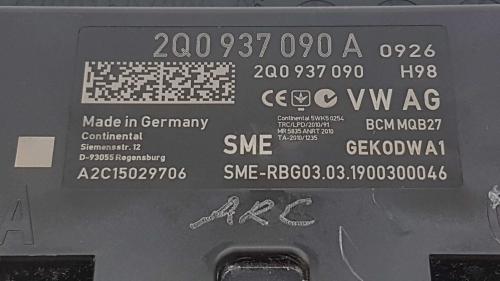 2Q0 937 090 A 0926
2Q0 937 090 H98
CE VW AG
Continental 5WK5 0254
TRC/LPD/2010/91
MR 5835 ANRT 2010
TA-2010/1235
BCM MQB27
Made in Germany
Continental
Siemensstr. 12
D-93055 Regensburg
SME GEKODWA1
A2C15029706 SME-RBG03.03.1900300046
ARC
A